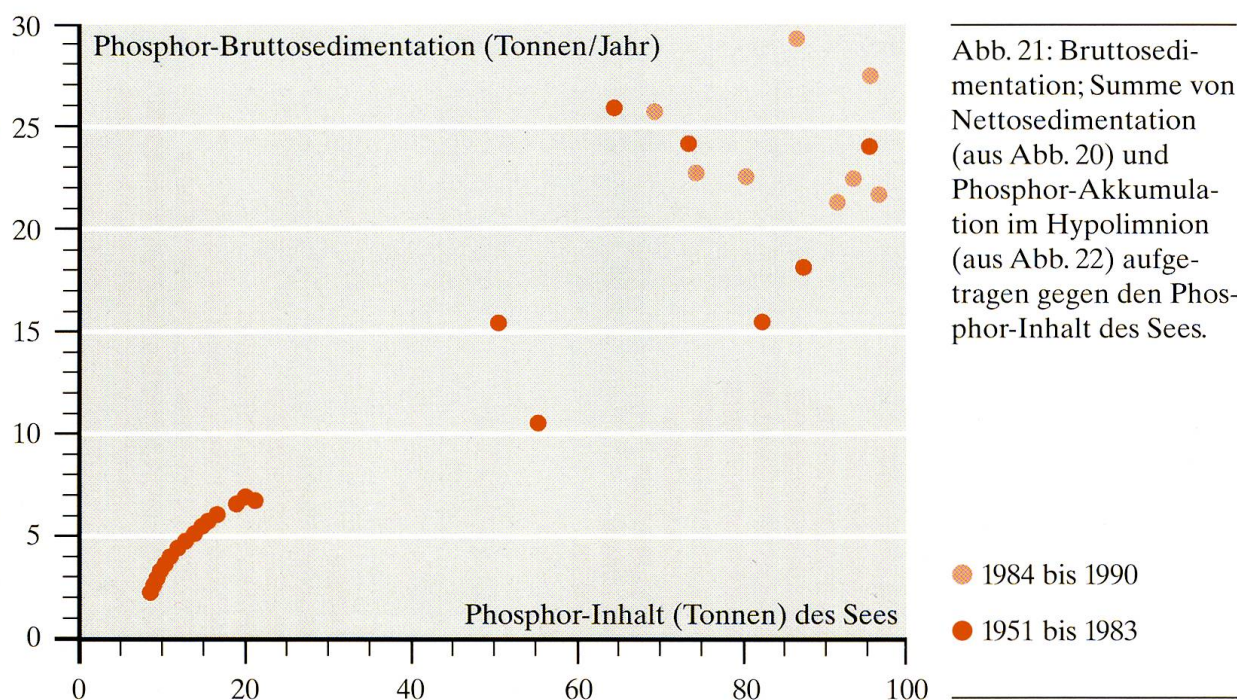 Phosphor-Bruttosedimentation (Tonnen/Jahr)
30
25
20
15
10
5
0
Phosphor-Inhalt (Tonnen) des Sees
0 20 40 60 80 100
Abb. 21: Bruttosedi-
mentation; Summe von
Nettosedimentation
(aus Abb. 20) und
Phosphor-Akkumula-
tion im Hypolimnion
(aus Abb. 22) aufge-
tragen gegen den Phos-
phor-Inhalt des Sees.
1984 bis 1990
1951 bis 1983